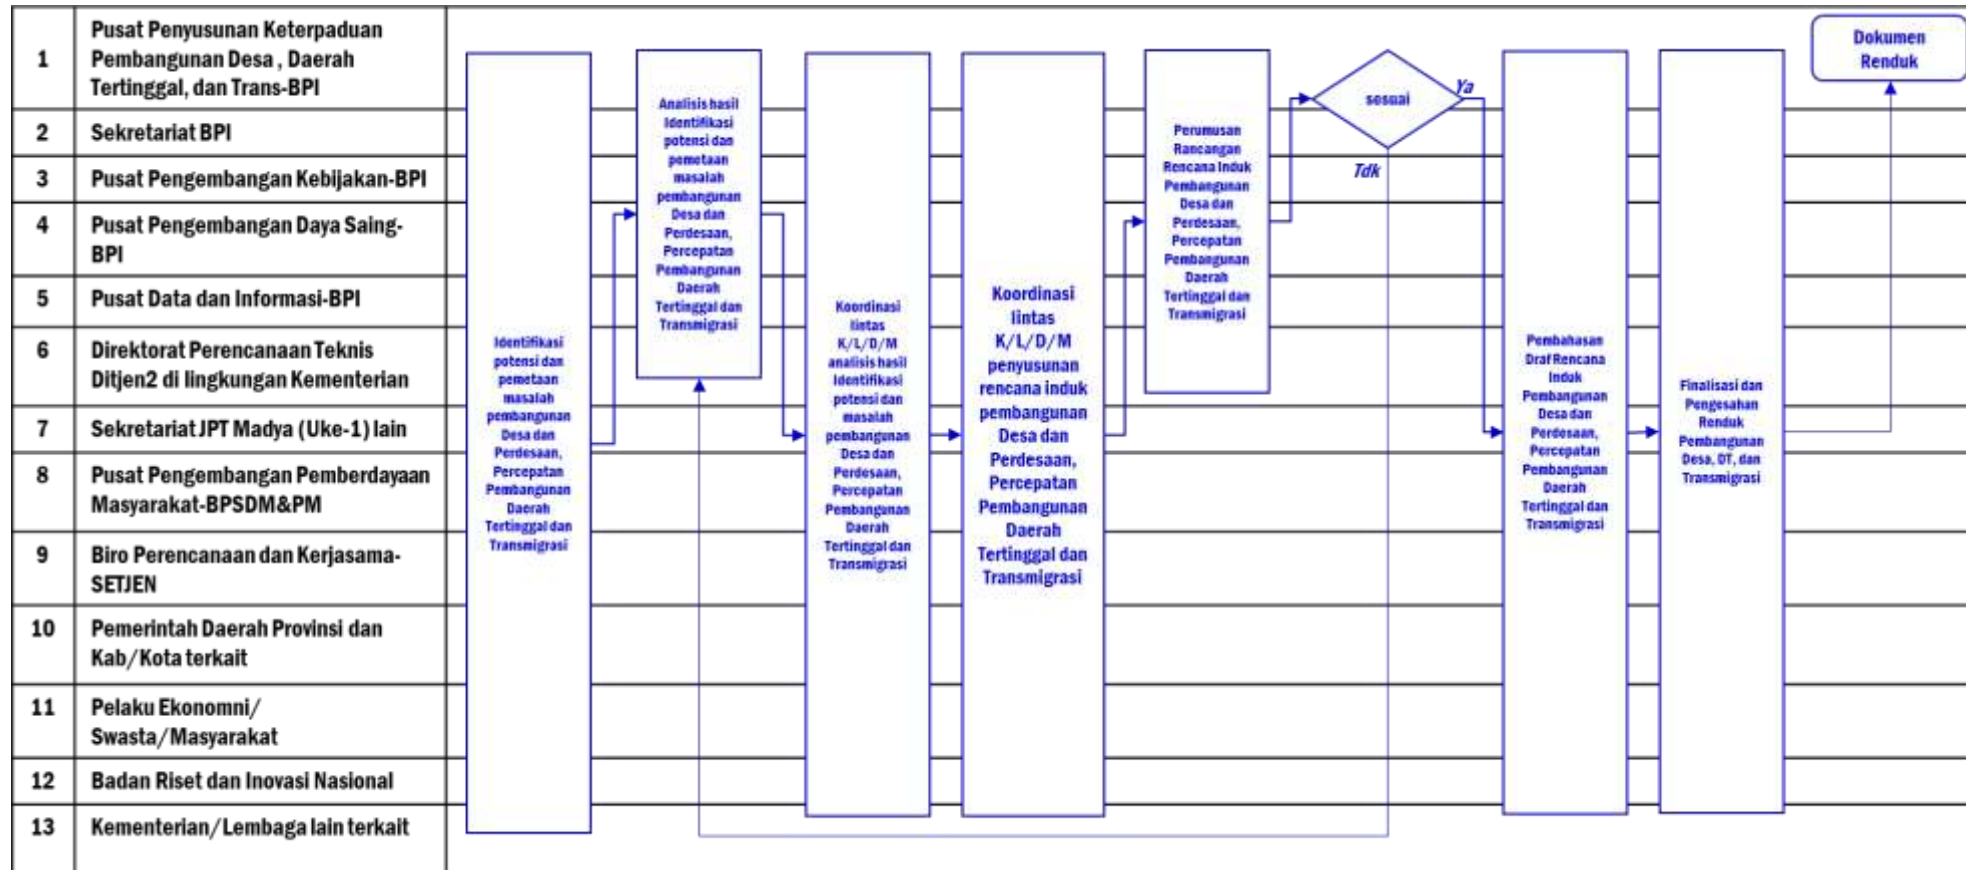 1
Pusat Penyusunan Keterpaduan
Pembangunan Desa , Daerah
Tertinggal, dan Trans-BPI
2
Sekretariat BPI
3
Pusat Pengembangan Kebijakan-BPI
4
Pusat Pengembangan Daya Saing-
BPI
5
Pusat Data dan Informasi-BPI
6
Direktorat Perencanaan Teknis
Ditjen2 di lingkungan Kementerian
7
Sekretariat JPT Madya (Uke-1) lain
8
Pusat Pengembangan Pemberdayaan
Masyarakat-BPSDM&PM
9
Biro Perencanaan dan Kerjasama-
SETJEN
10
Pemerintah Daerah Provinsi dan
Kab/Kota terkait
11
Pelaku Ekonomni/
Swasta/Masyarakat
12
Badan Riset dan Inovasi Nasional
13
Kementerian/Lembaga lain terkait
Identifikasi
potensi dan
pemetaan
masalah
pembangunan
Desa dan
Perdesaan,
Percepatan
Pembangunan
Daerah
Tertinggal dan
Transmigrasi
Analisis hasil
Identifikasi
potensi dan
pemetaan
masalah
pembangunan
Desa dan
Perdesaan,
Percepatan
Pembangunan
Daerah
Tertinggal dan
Transmigrasi
Koordinasi
lintas
K/L/D/M
analisis hasil
Identifikasi
potensi dan
masalah
pembangunan
Desa dan
Perdesaan,
Percepatan
Pembangunan
Daerah
Tertinggal dan
Transmigrasi
Koordinasi
lintas
K/L/D/M
penyusunan
rencana induk
pembangunan
Desa dan
Perdesaan,
Percepatan
Pembangunan
Daerah
Tertinggal dan
Transmigrasi
Perumusan
Rancangan
Rencana Induk
Pembangunan
Desa dan
Perdesaan,
Percepatan
Pembangunan
Daerah
Tertinggal dan
Transmigrasi
sesuai
Ya
Tdk
Pembahasan
Draf Rencana
Induk
Pembangunan
Desa dan
Perdesaan,
Percepatan
Pembangunan
Daerah
Tertinggal dan
Transmigrasi
Finalisasi dan
Pengesahan
Renduk
Pembangunan
Desa, DT, dan
Transmigrasi
Dokumen
Renduk